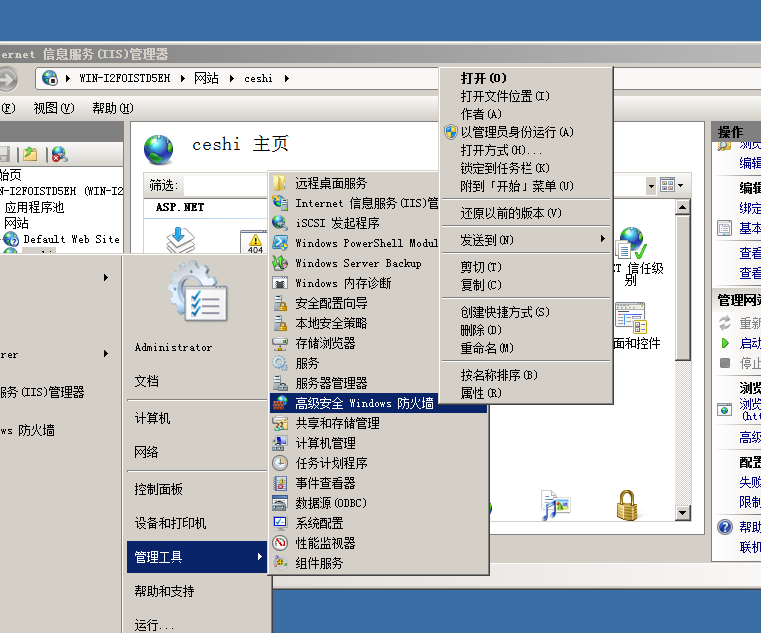 ernet 信息服务(IIS)管理器
WIN-I2FOISTD5EH
网站
ceshi
(F) 视图(V) 帮助(H)
始页
N-I2FOISTD5EH (WIN-I2
应用程序池
网站
Default Web Site
ceshi 主页
筛选:
ASP.NET
404
信任级
别
面和控件
rer
服务(IIS)管理器
ws 防火墙
Administrator
文档
计算机
网络
控制面板
设备和打印机
管理工具
帮助和支持
运行...
远程桌面服务
Internet 信息服务(IIS)管
iSCSI 发起程序
Windows PowerShell Modul
Windows Server Backup
Windows 内存诊断
安全配置向导
本地安全策略
存储浏览器
服务
服务器管理器
高级安全 Windows 防火墙
共享和存储管理
计算机管理
任务计划程序
事件查看器
数据源(ODBC)
系统配置
性能监视器
组件服务
打开(O)
打开文件位置(I)
作者(A)
以管理员身份运行(A)
打开方式(H)...
锁定到任务栏(K)
附到「开始」菜单(U)
还原以前的版本(V)
发送到(N)
剪切(T)
复制(C)
创建快捷方式(S)
删除(D)
重命名(M)
按名称排序(B)
属性(R)
操作
浏览
编辑
编辑
绑定
基本
查看
查看
管理网站
重新
启动
停止
浏览
浏览
(ht
高级
配置
失败
限制
帮助
联机